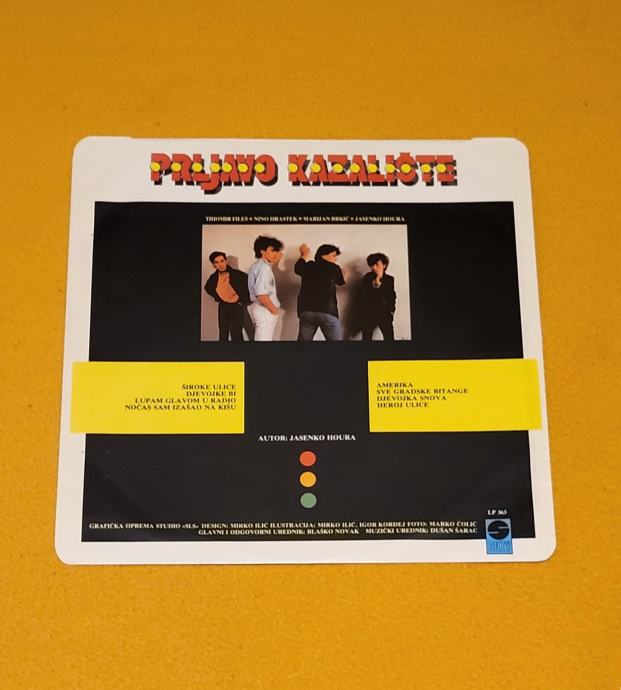 PRLJAVO KAZALIŠTE
TIHOMIR FILEŠ • NINO HRASTEK • MARIJAN BRKIĆ • JASENKO HOURA
ŠIROKE ULICE
DJEVOJKE BI
LUPAM GLAVOM U RADIO
NOĆAS SAM IZAŠAO NA KIŠU
AMERIKA
SVE GRADSKE BITANGE
DJEVOJKA SNOVA
HEROJ ULICE
AUTOR: JASENKO HOURA
LP 363
GRAFIČKA OPREMA STUDIO «SLS» DESIGN: MIRKO ILIĆ ILUSTRACIJA: MIRKO ILIĆ, IGOR KORDEJ FOTO: MARKO ČOLIĆ
GLAVNI I ODGOVORNI UREDNIK: BLAŠKO NOVAK MUZIČKI UREDNIK: DUŠAN ŠARAC
SUZY